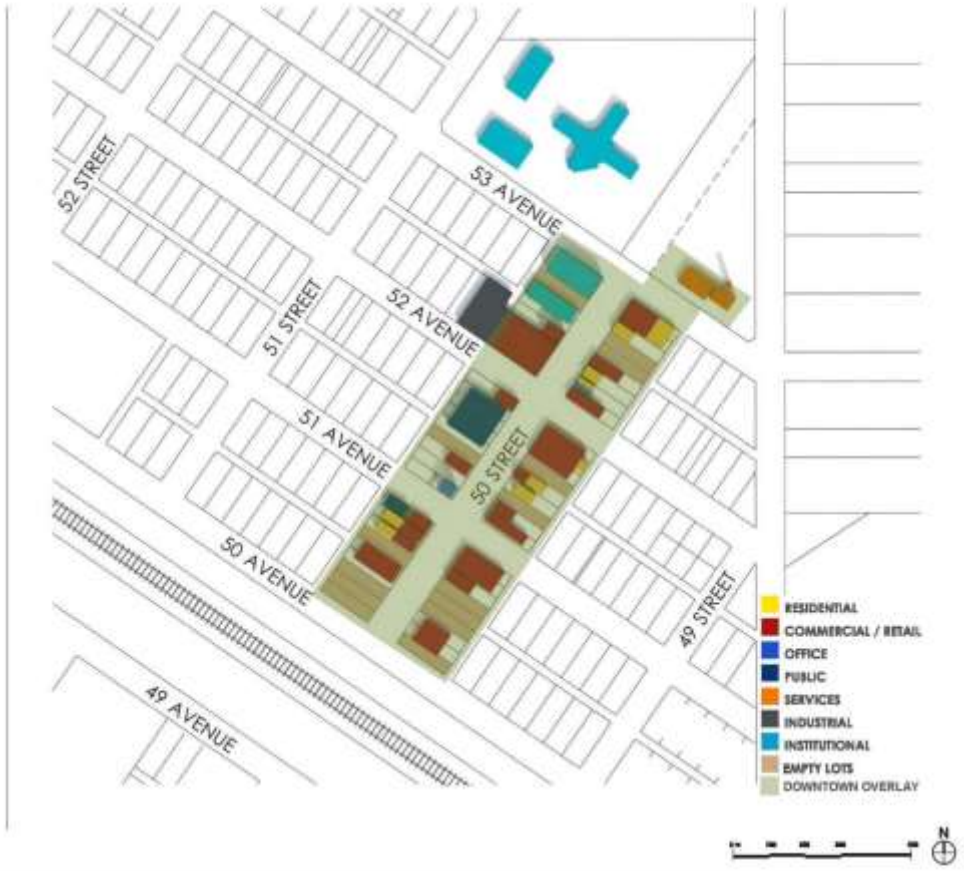 53 AVENUE
52 STREET
52 AVENUE
51 STREET
51 AVENUE
50 STREET
50 AVENUE
49 STREET
49 AVENUE
RESIDENTIAL
COMMERCIAL / RETAIL
OFFICE
PUBLIC
SERVICES
INDUSTRIAL
INSTITUTIONAL
EMPTY LOTS
DOWNTOWN OVERLAY
N